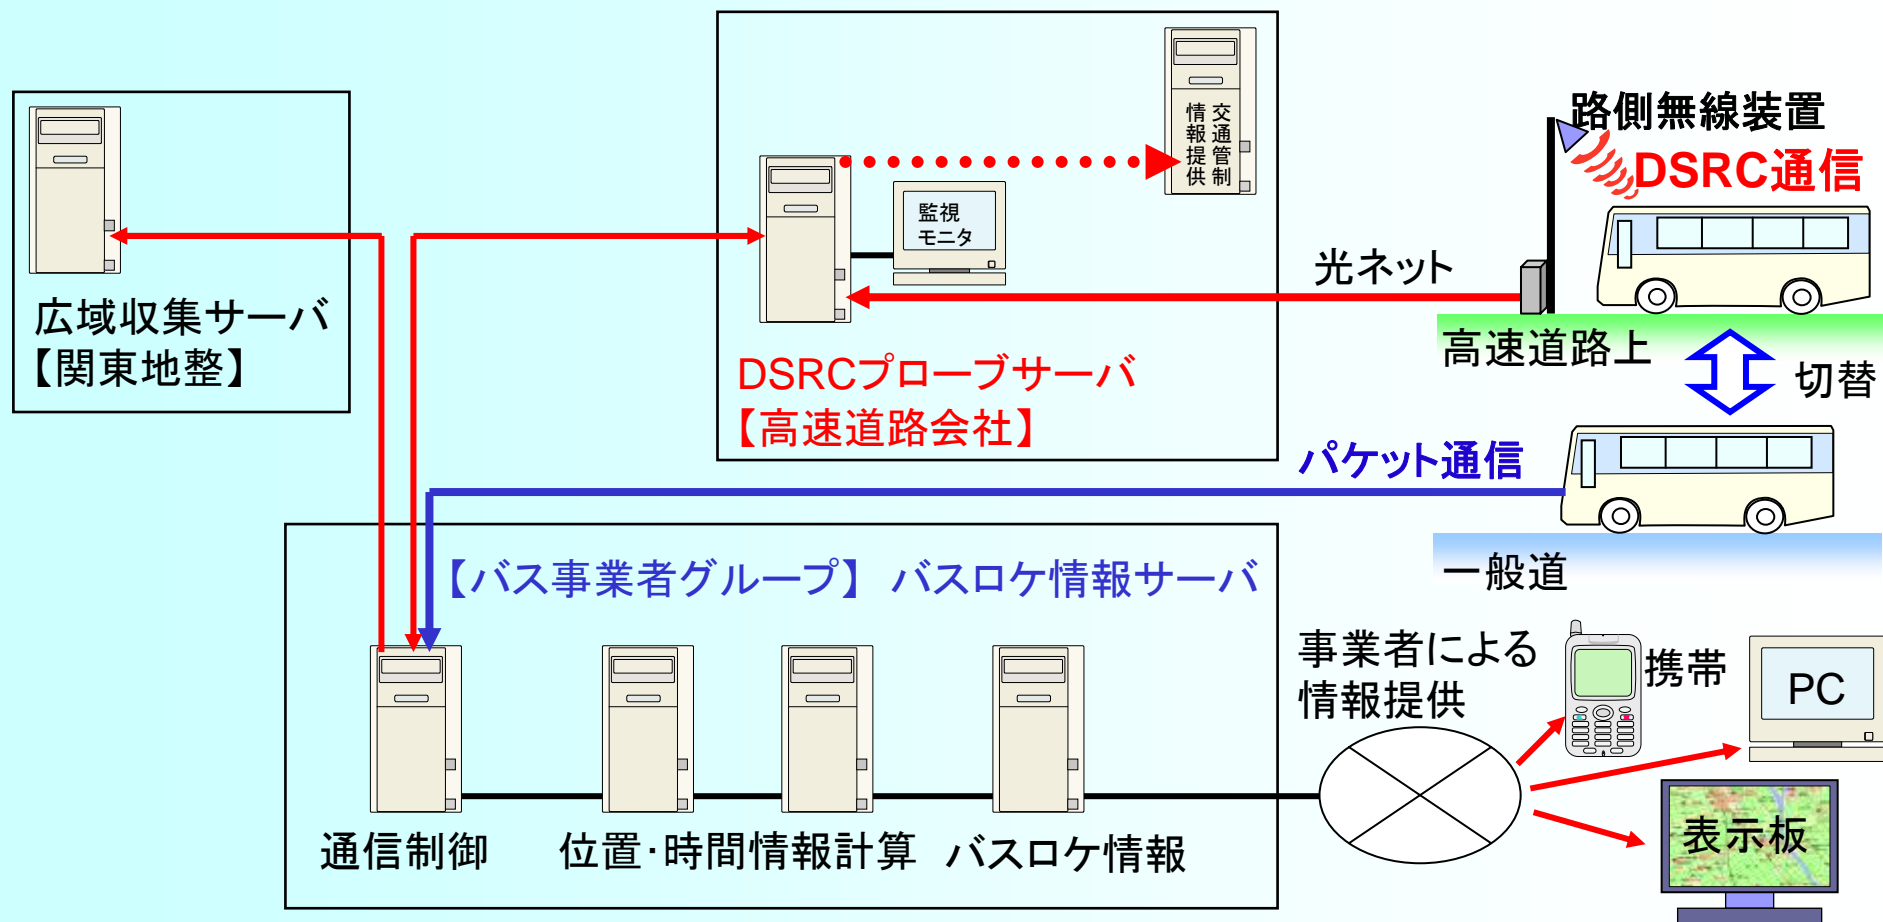 交通管制
情報提供
路側無線装置
DSRC通信
監視
モニタ
光ネット
広域収集サーバ
【関東地整】
DSRCプローブサーバ
【高速道路会社】
高速道路上
切替
パケット通信
一般道
【バス事業者グループ】 バスロケ情報サーバ
事業者による
情報提供
携帯
PC
表示板
通信制御
位置・時間情報計算
バスロケ情報